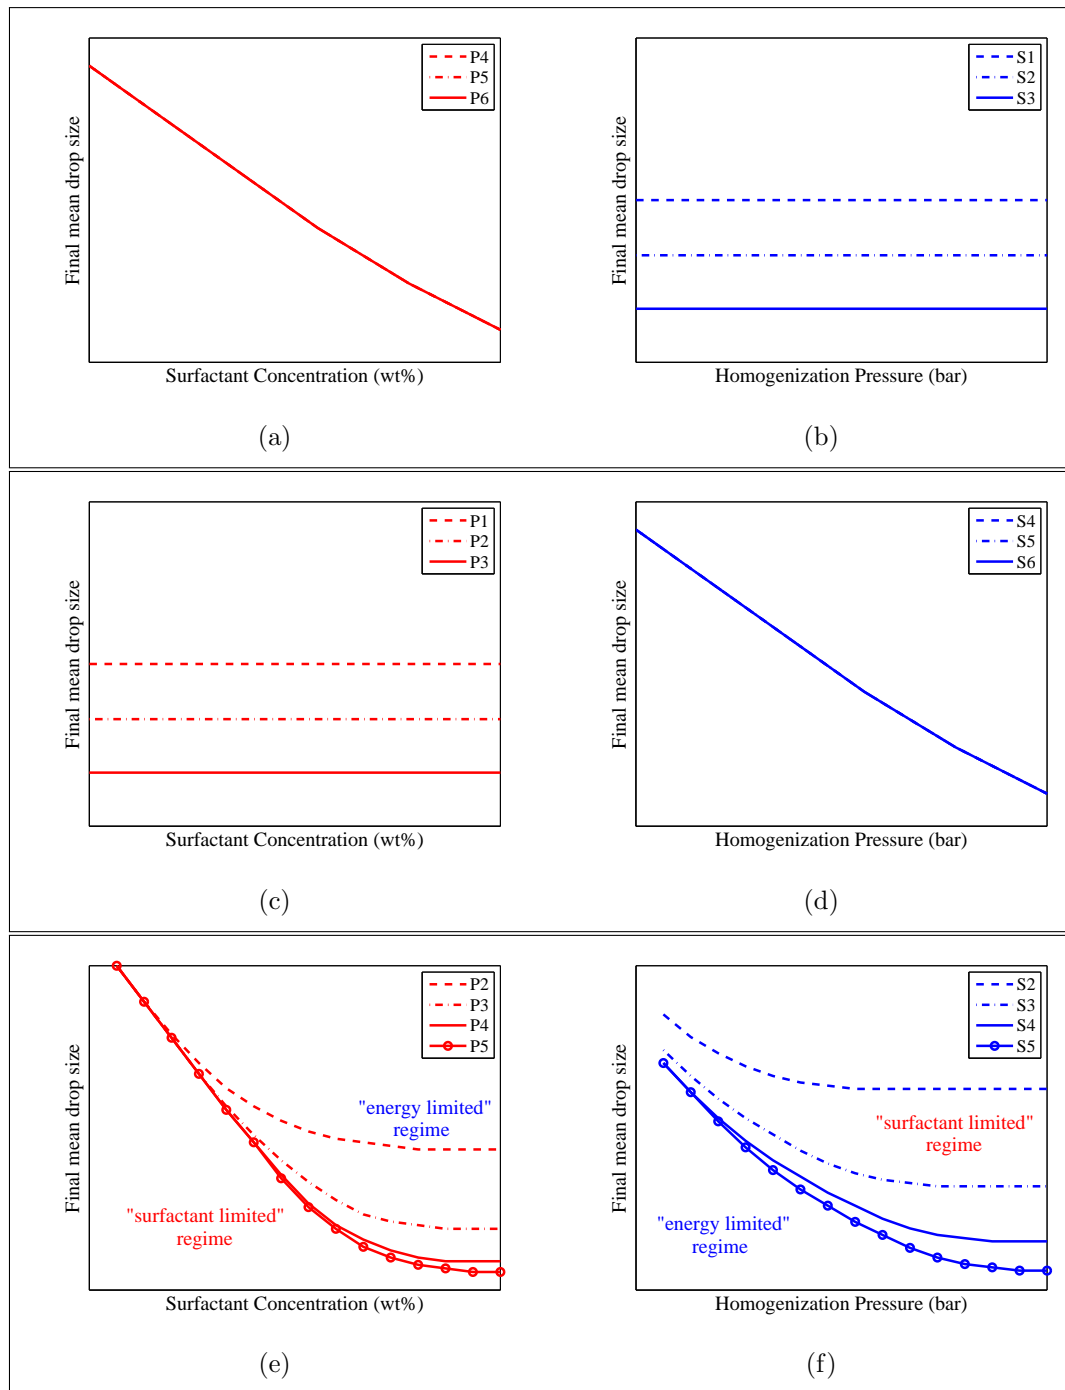 Final mean drop size
P4
P5
P6
Surfactant Concentration (wt%)
(a)
Final mean drop size
S1
S2
S3
Homogenization Pressure (bar)
(b)
Final mean drop size
P1
P2
P3
Surfactant Concentration (wt%)
(c)
Final mean drop size
S4
S5
S6
Homogenization Pressure (bar)
(d)
Final mean drop size
P2
P3
P4
P5
"energy limited"
regime
"surfactant limited"
regime
Surfactant Concentration (wt%)
(e)
Final mean drop size
S2
S3
S4
S5
"surfactant limited"
regime
"energy limited"
regime
Homogenization Pressure (bar)
(f)